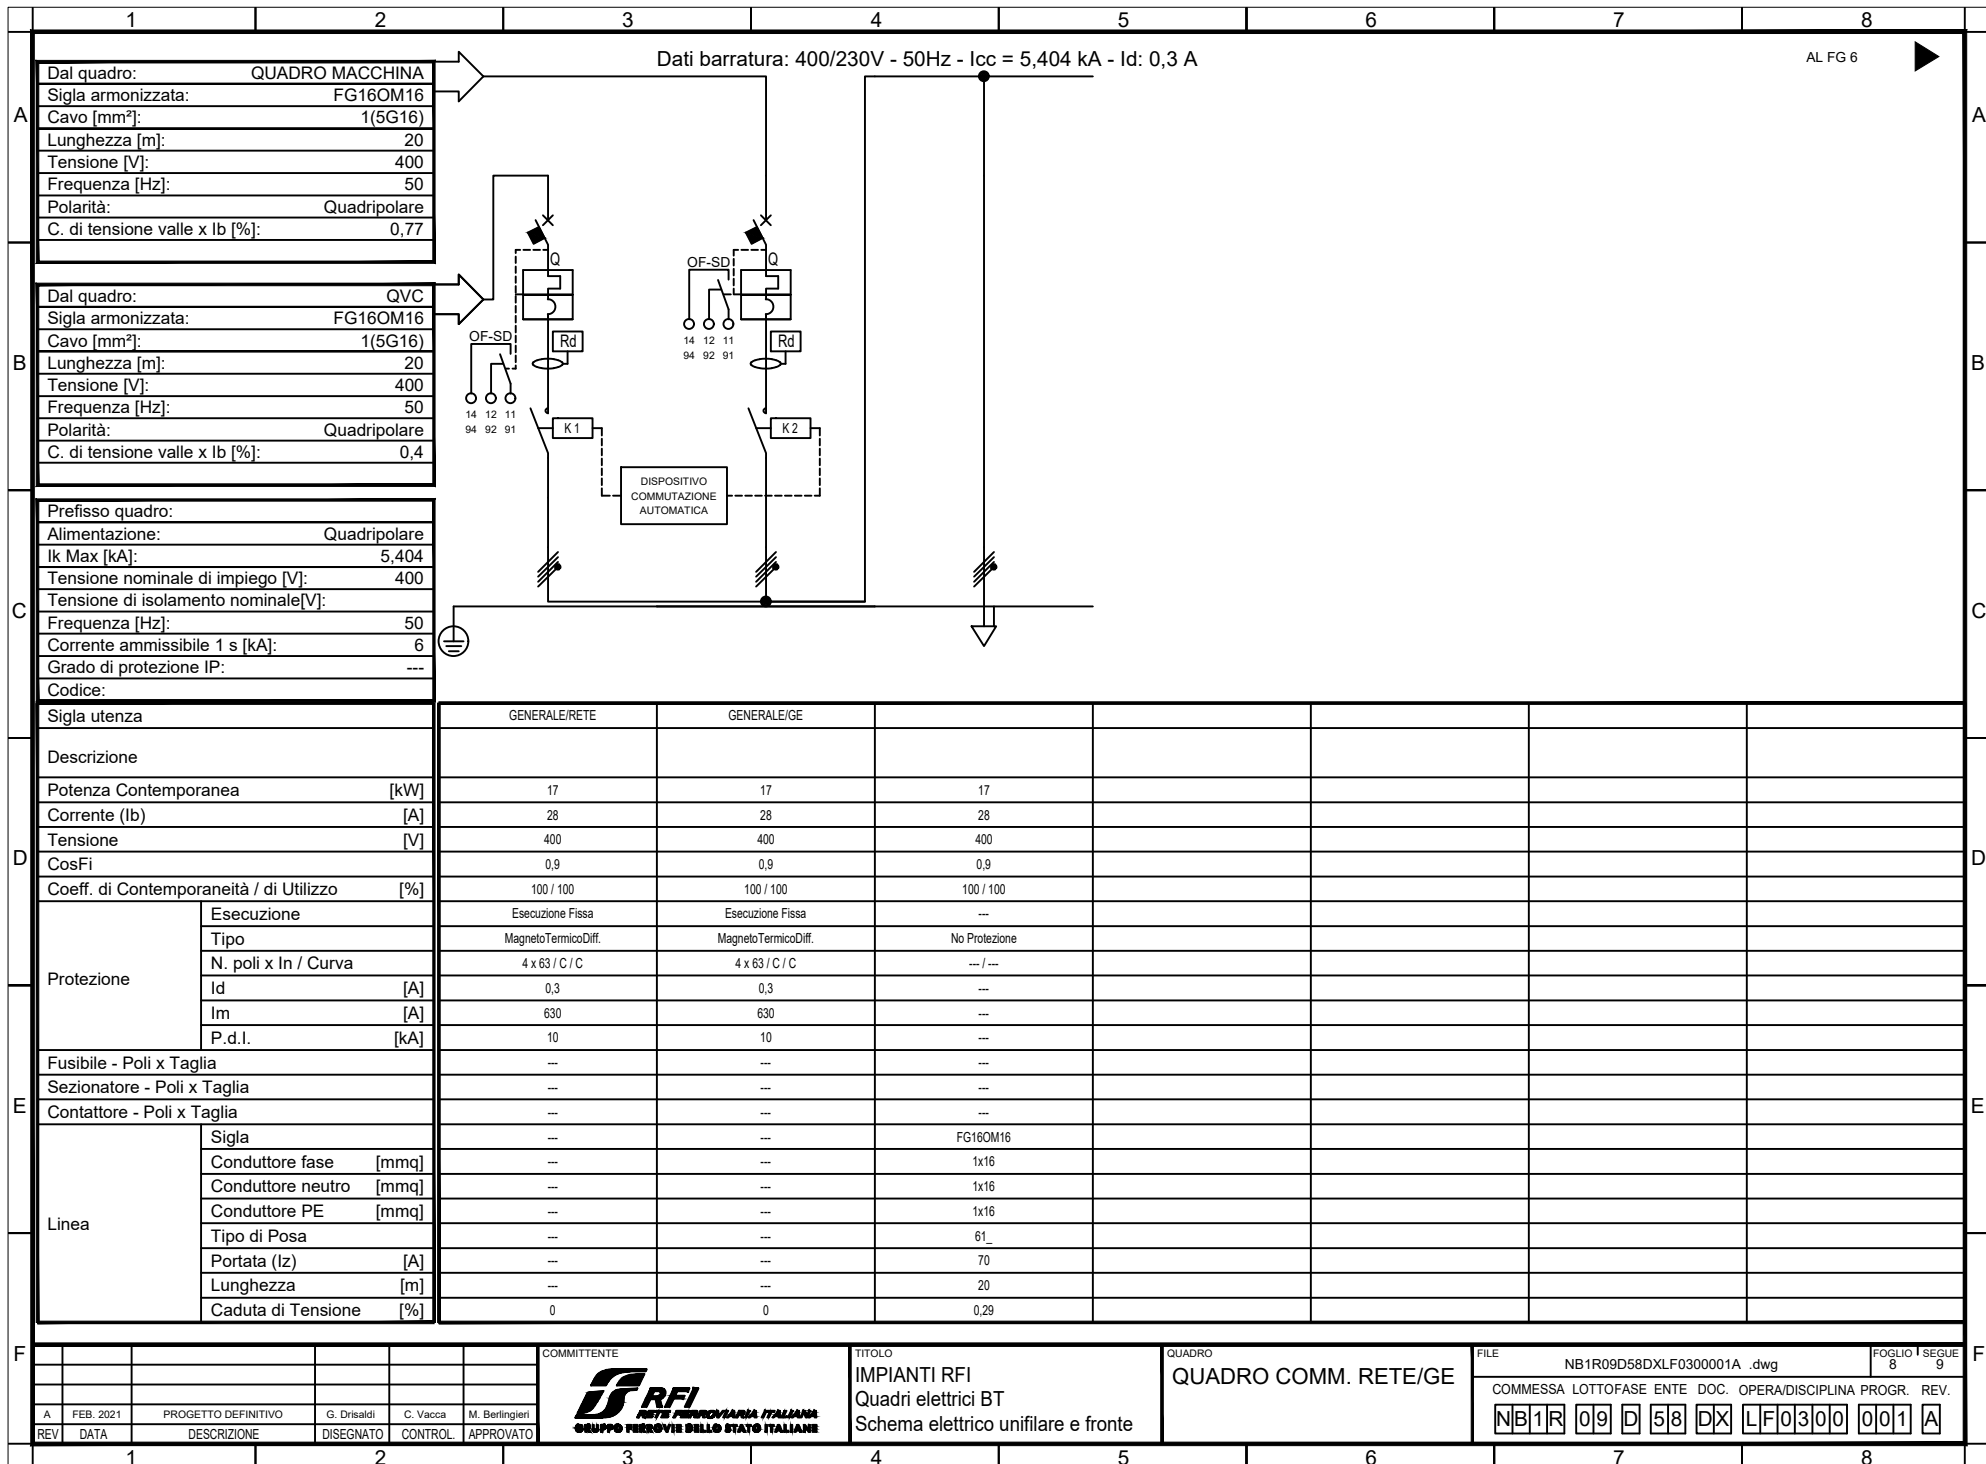 1 2 3 4 5 6 7 8
Dati barratura: 400/230V - 50Hz - Icc = 5,404 kA - Id: 0,3 A
AL FG 6
A A
Dal quadro: QUADRO MACCHINA
Sigla armonizzata: FG16OM16
Cavo [mm²]: 1(5G16)
Lunghezza [m]: 20
Tensione [V]: 400
Frequenza [Hz]: 50
Polarità: Quadripolare
C. di tensione valle x Ib [%]: 0,77
Dal quadro: QVC
Sigla armonizzata: FG16OM16
Cavo [mm²]: 1(5G16)
B B
Lunghezza [m]: 20
Tensione [V]: 400
Frequenza [Hz]: 50
Polarità: Quadripolare
C. di tensione valle x Ib [%]: 0,4
Q
OF-SD
Rd
14 12 11
94 92 91
K 1
OF-SD
Q
Rd
14 12 11
94 92 91
K 2
DISPOSITIVO
COMMUTAZIONE
AUTOMATICA
Prefisso quadro:
Alimentazione: Quadripolare
Ik Max [kA]: 5,404
Tensione nominale di impiego [V]: 400
Tensione di isolamento nominale[V]:
C C
Frequenza [Hz]: 50
Corrente ammissibile 1 s [kA]: 6
Grado di protezione IP: ---
Codice:
Sigla utenza GENERALE/RETE GENERALE/GE
Descrizione
Potenza Contemporanea [kW] 17 17 17
Corrente (Ib) [A] 28 28 28
Tensione [V] 400 400 400
D D
CosFi 0,9 0,9 0,9
Coeff. di Contemporaneità / di Utilizzo [%] 100 / 100 100 / 100 100 / 100
Protezione
Esecuzione Esecuzione Fissa Esecuzione Fissa ---
Tipo MagnetoTermicoDiff. MagnetoTermicoDiff. No Protezione
N. poli x In / Curva 4 x 63 / C / C 4 x 63 / C / C --- / ---
Id [A] 0,3 0,3 ---
Im [A] 630 630 ---
P.d.I. [kA] 10 10 ---
Fusibile - Poli x Taglia --- --- ---
Sezionatore - Poli x Taglia --- --- ---
E E
Contattore - Poli x Taglia --- --- ---
Linea
Sigla --- --- FG16OM16
Conduttore fase [mmq] --- --- 1x16
Conduttore neutro [mmq] --- --- 1x16
Conduttore PE [mmq] --- --- 1x16
Tipo di Posa --- --- 61_
Portata (Iz) [A] --- --- 70
Lunghezza [m] --- --- 20
Caduta di Tensione [%] 0 0 0,29
F F
A FEB. 2021 PROGETTO DEFINITIVO G. Drisaldi C. Vacca M. Berlingieri
REV DATA DESCRIZIONE DISEGNATO CONTROL. APPROVATO
COMMITTENTE
RFI
RETE FERROVIARIA ITALIANA
GRUPPO FERROVIE DELLO STATO ITALIANE
TITOLO
IMPIANTI RFI
Quadri elettrici BT
Schema elettrico unifilare e fronte
QUADRO
QUADRO COMM. RETE/GE
FILE
NB1R09D58DXLF0300001A .dwg
FOGLIO SEGUE
8 9
COMMESSA LOTTO FASE ENTE DOC. OPERA/DISCIPLINA PROGR. REV.
NB1R 09 D 58 DX LF0300 001 A
1 2 3 4 5 6 7 8